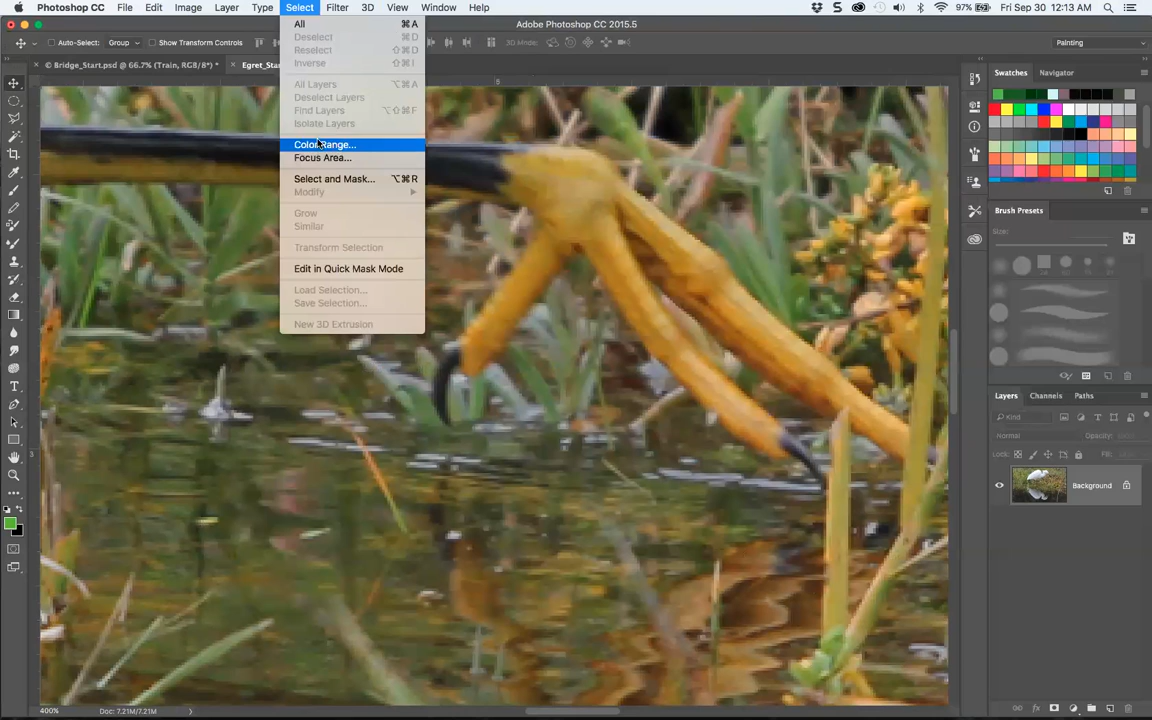 Photoshop CC File Edit Image Layer Type Select Filter 3D View Window Help 97% Fri Sep 30 12:13 AM
Adobe Photoshop CC 2015.5
Auto-Select: Group Show Transform Controls 3D Mode: Painting
© Bridge_Start.psd @ 66.7% (Train, RGB/8*) *
All ⌘A
Deselect ⌘D
Reselect ⇧⌘D
Inverse ⇧⌘I
All Layers ⌥⌘A
Deselect Layers
Find Layers ⌥⇧⌘F
Isolate Layers
Color Range...
Focus Area...
Select and Mask... ⌥⌘R
Modify
Grow
Similar
Transform Selection
Edit in Quick Mask Mode
Load Selection...
Save Selection...
New 3D Extrusion
Swatches Navigator
Brush Presets
Size:
Layers Channels Paths
Kind
Normal Opacity:
Lock: Fill:
Background
400% Doc: 7.21M/7.21M